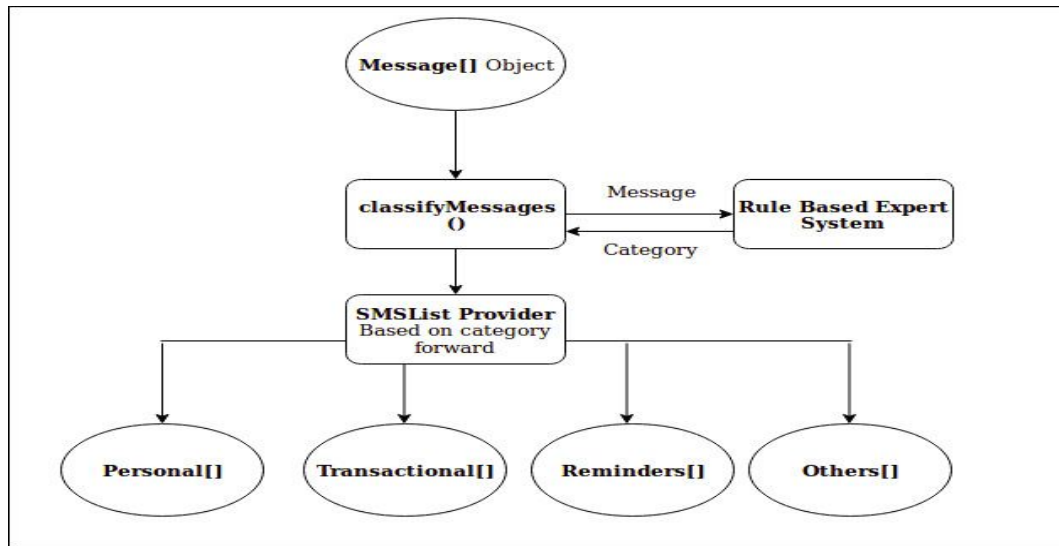 Message[] Object
classifyMessages
()
Message
Category
Rule Based Expert
System
SMSList Provider
Based on category
forward
Personal[]
Transactional[]
Reminders[]
Others[]